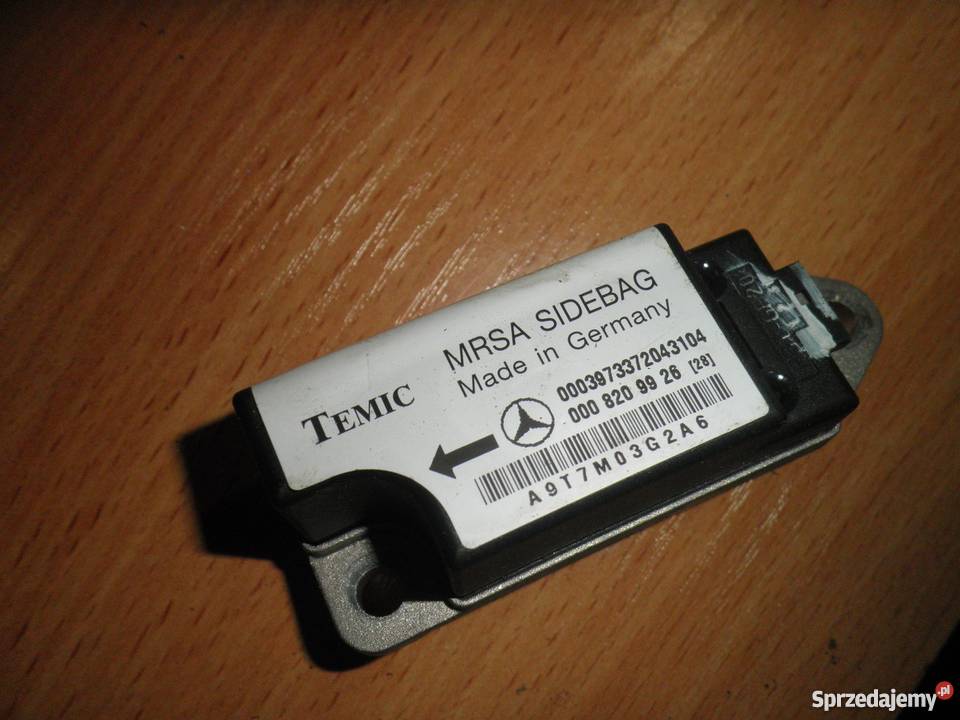 TEMIC
MRSA SIDEBAG
Made in Germany
0003973372043104
000 820 99 26 [28]
A9T7M03G2A6
Sprzedajemy.pl